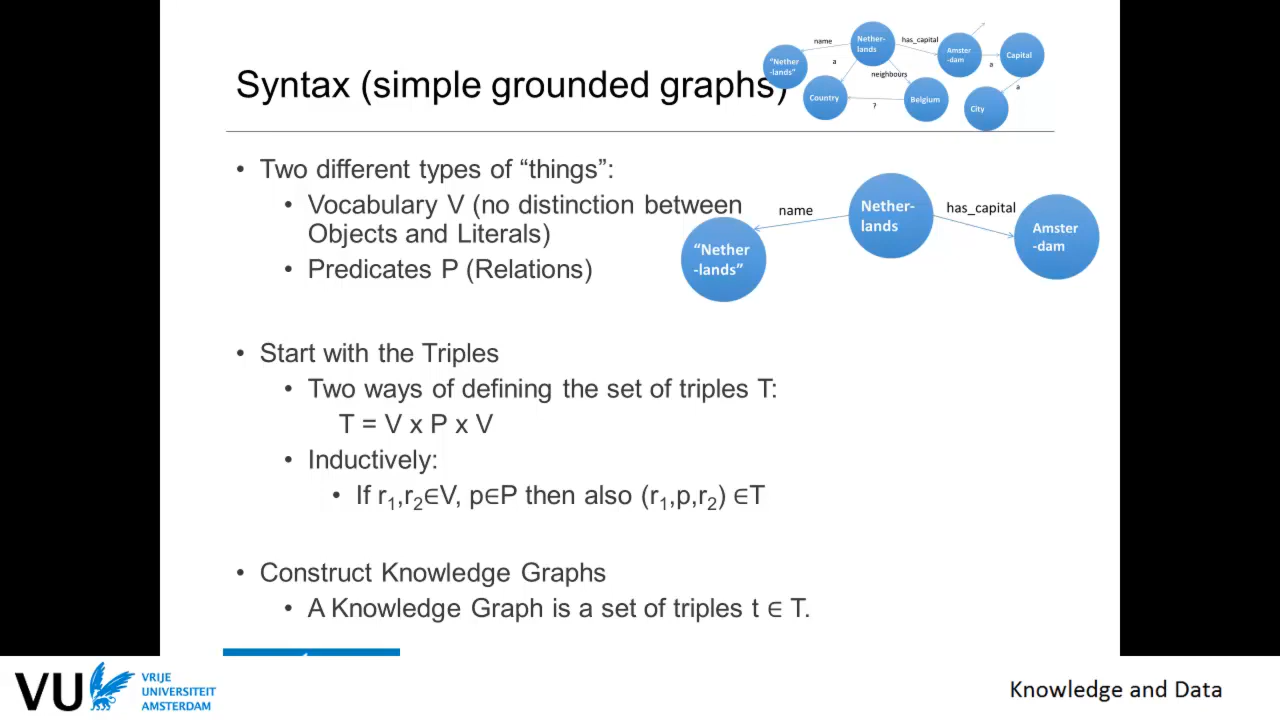 Syntax (simple grounded graphs)
name
Nether-
lands
has_capital
Amster
-dam
Capital
"Nether
-lands"
a
neighbours
a
a
Country
?
Belgium
City
• Two different types of “things”:
• Vocabulary V (no distinction between
Objects and Literals)
• Predicates P (Relations)
name
Nether-
lands
has_capital
“Nether
-lands”
Amster
-dam
• Start with the Triples
• Two ways of defining the set of triples T:
T = V x P x V
• Inductively:
• If r₁,r₂∈V, p∈P then also (r₁,p,r₂) ∈T
• Construct Knowledge Graphs
• A Knowledge Graph is a set of triples t ∈ T.
VU
VRIJE
UNIVERSITEIT
AMSTERDAM
Knowledge and Data